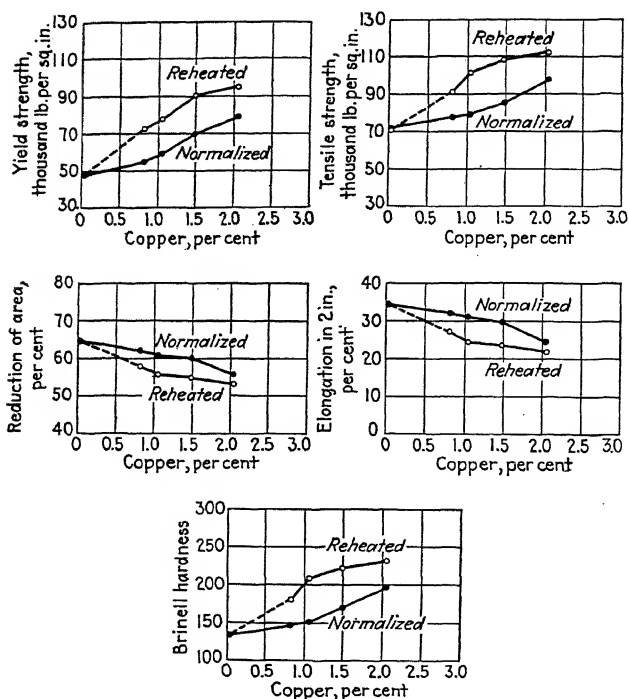 Yield strength,
thousand lb. per sq. in.
130
110
90
70
50
30
Reheated
Normalized
0 0.5 1.0 1.5 2.0 2.5 3.0
Copper, per cent
Tensile strength,
thousand lb. per sq. in.
130
110
90
70
50
30
Reheated
Normalized
0 0.5 1.0 1.5 2.0 2.5 3.0
Copper, per cent
Reduction of area,
per cent
80
70
60
50
40
Normalized
Reheated
0 0.5 1.0 1.5 2.0 2.5 3.0
Copper, per cent
Elongation in 2 in.,
per cent
40
30
20
10
0
Normalized
Reheated
0 0.5 1.0 1.5 2.0 2.5 3.0
Copper, per cent
Brinell hardness
300
250
200
150
100
Reheated
Normalized
0 0.5 1.0 1.5 2.0 2.5 3.0
Copper, per cent